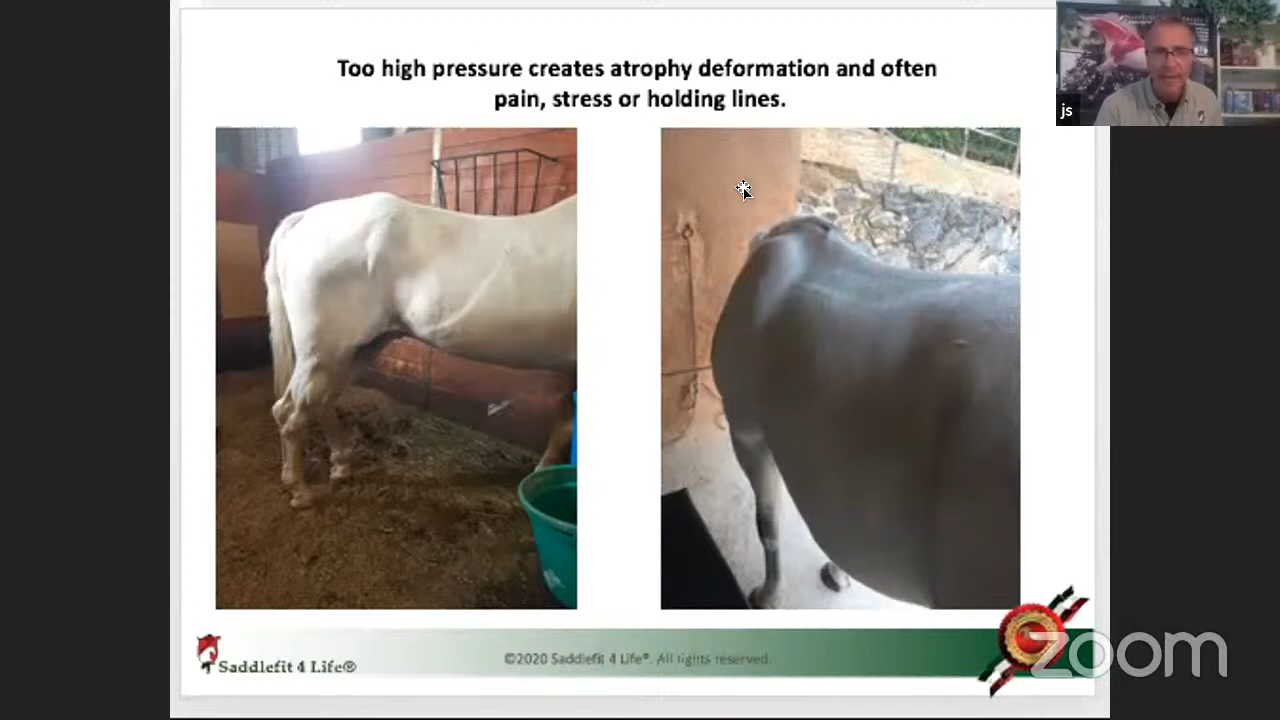 Too high pressure creates atrophy deformation and often
pain, stress or holding lines.
js
Saddlefit 4 Life®
©2020 Saddlefit 4 Life®. All rights reserved.
zoom